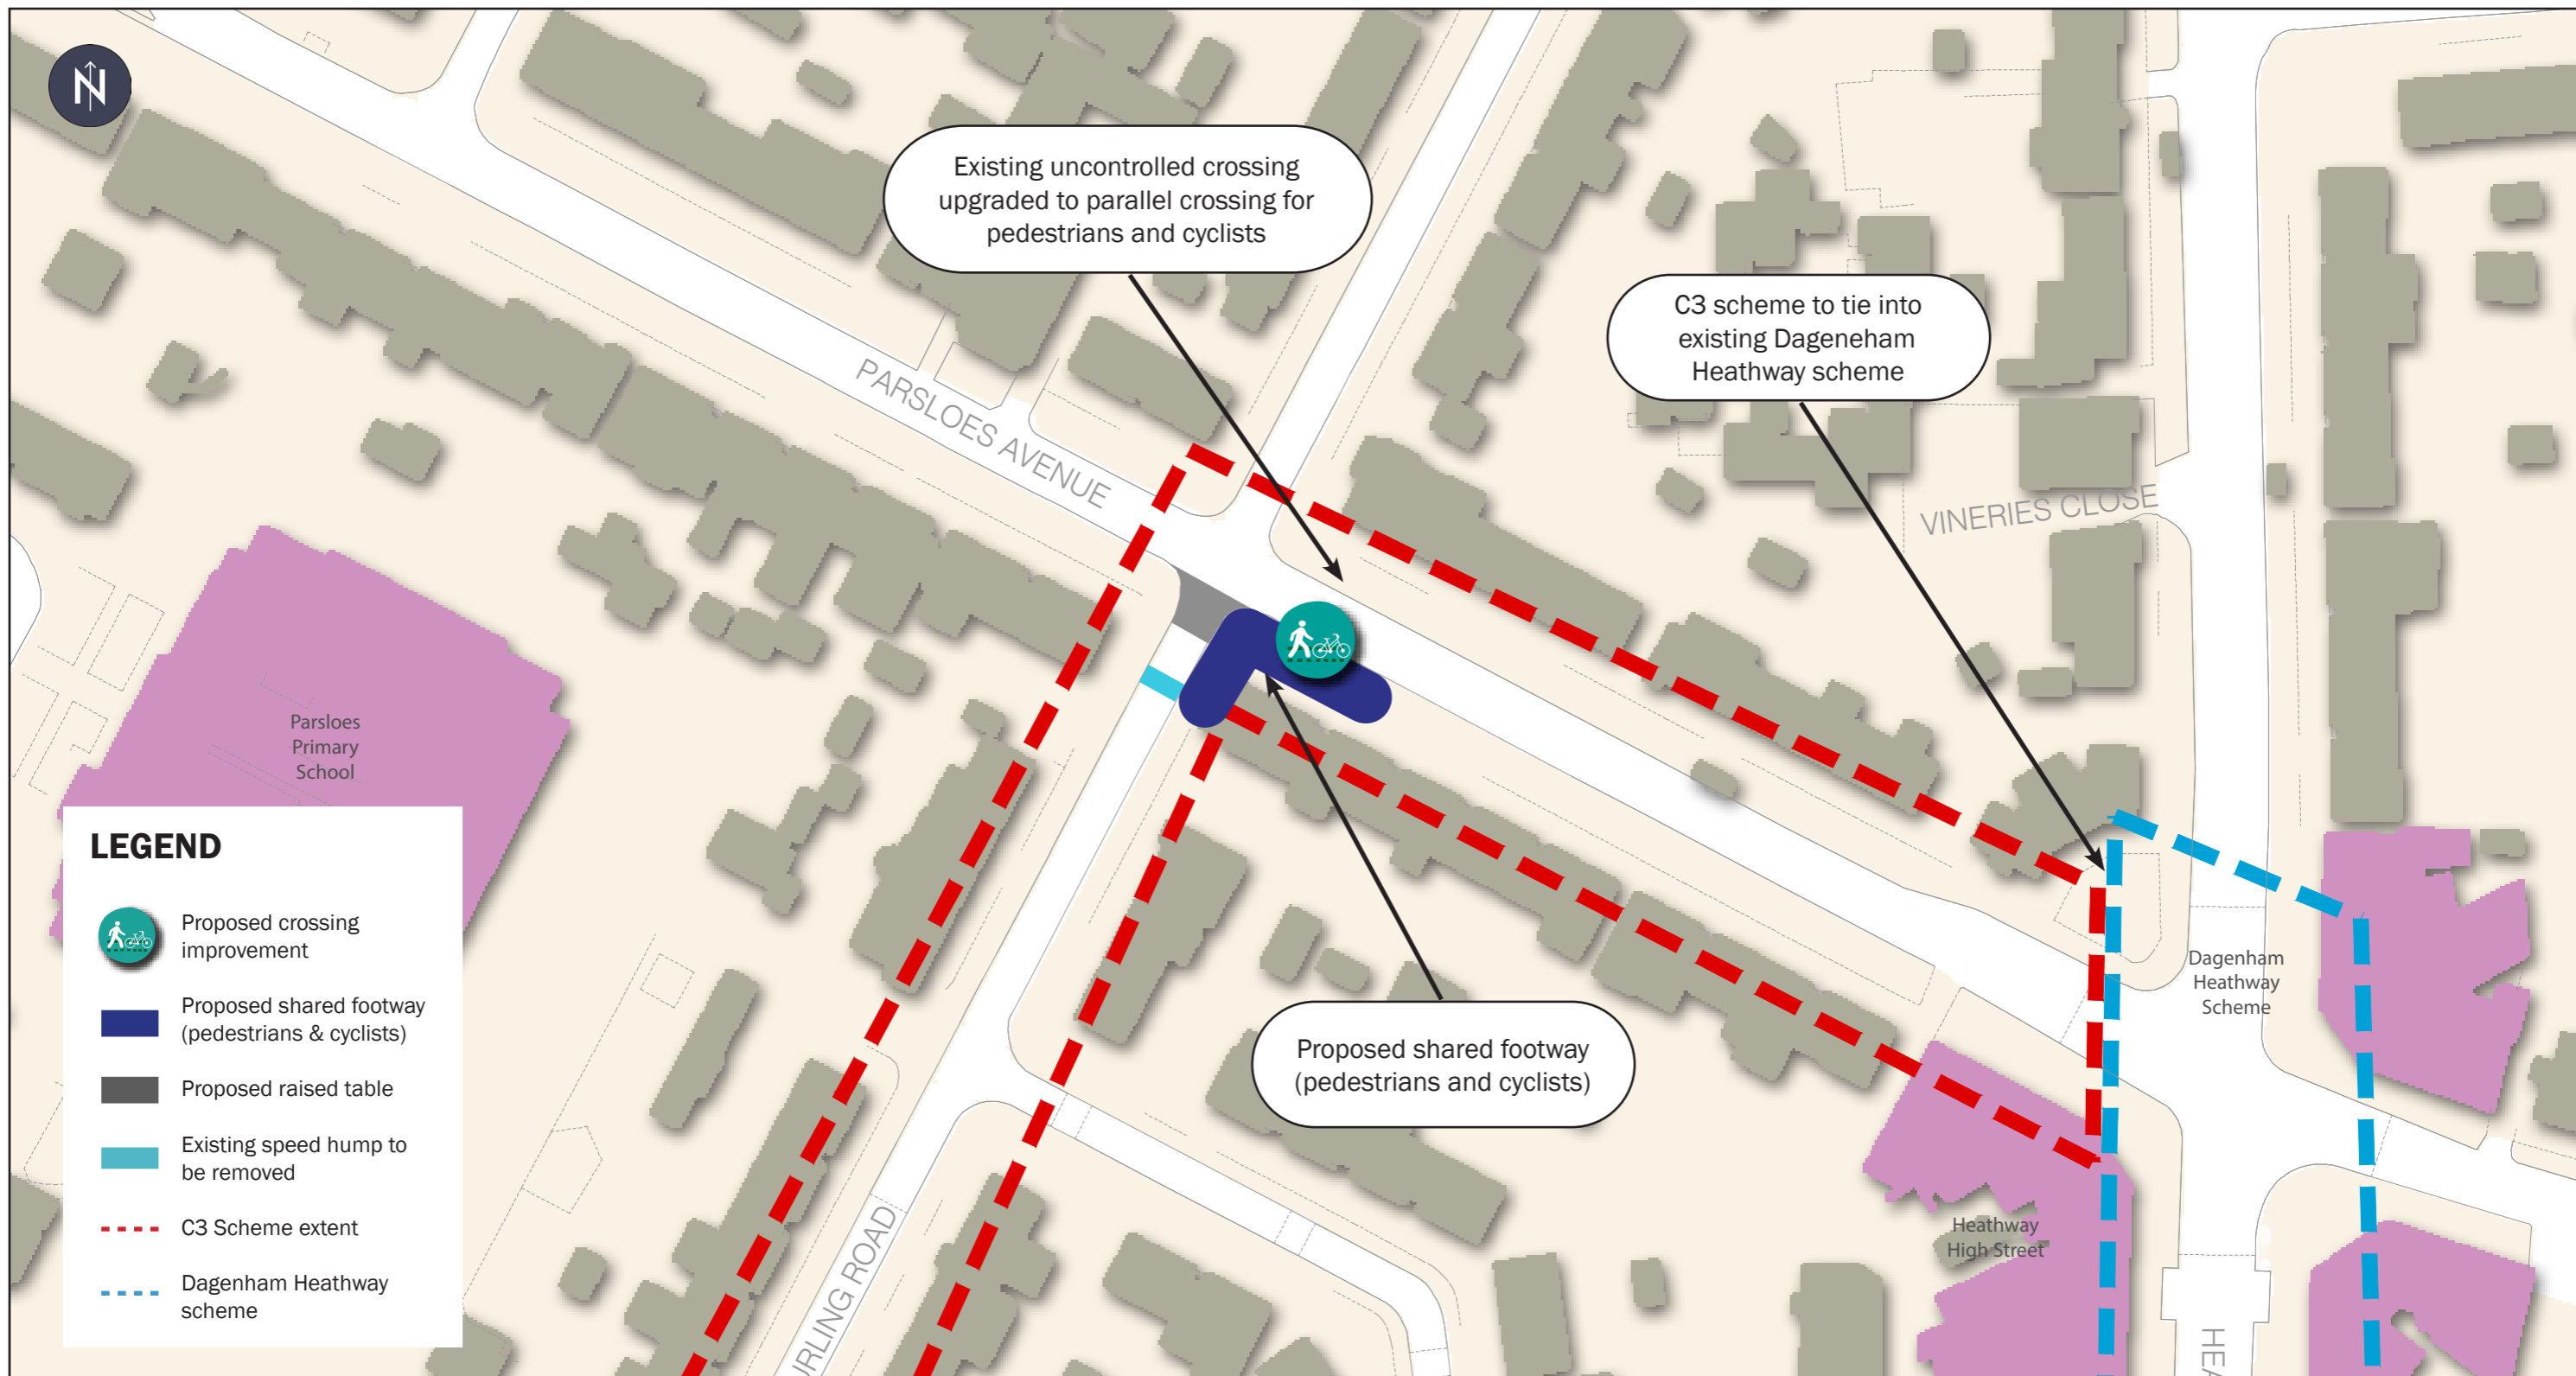 N
Existing uncontrolled crossing
upgraded to parallel crossing for
pedestrians and cyclists
C3 scheme to tie into
existing Dageneham
Heathway scheme
PARSLOES AVENUE
VINERIES CLOSE
Parsloes
Primary
School
LEGEND
Proposed crossing
improvement
Proposed shared footway
(pedestrians & cyclists)
Proposed raised table
Existing speed hump to
be removed
C3 Scheme extent
Dagenham Heathway
scheme
Dagenham
Heathway
Scheme
Proposed shared footway
(pedestrians and cyclists)
Heathway
High Street
URLING ROAD
HEA